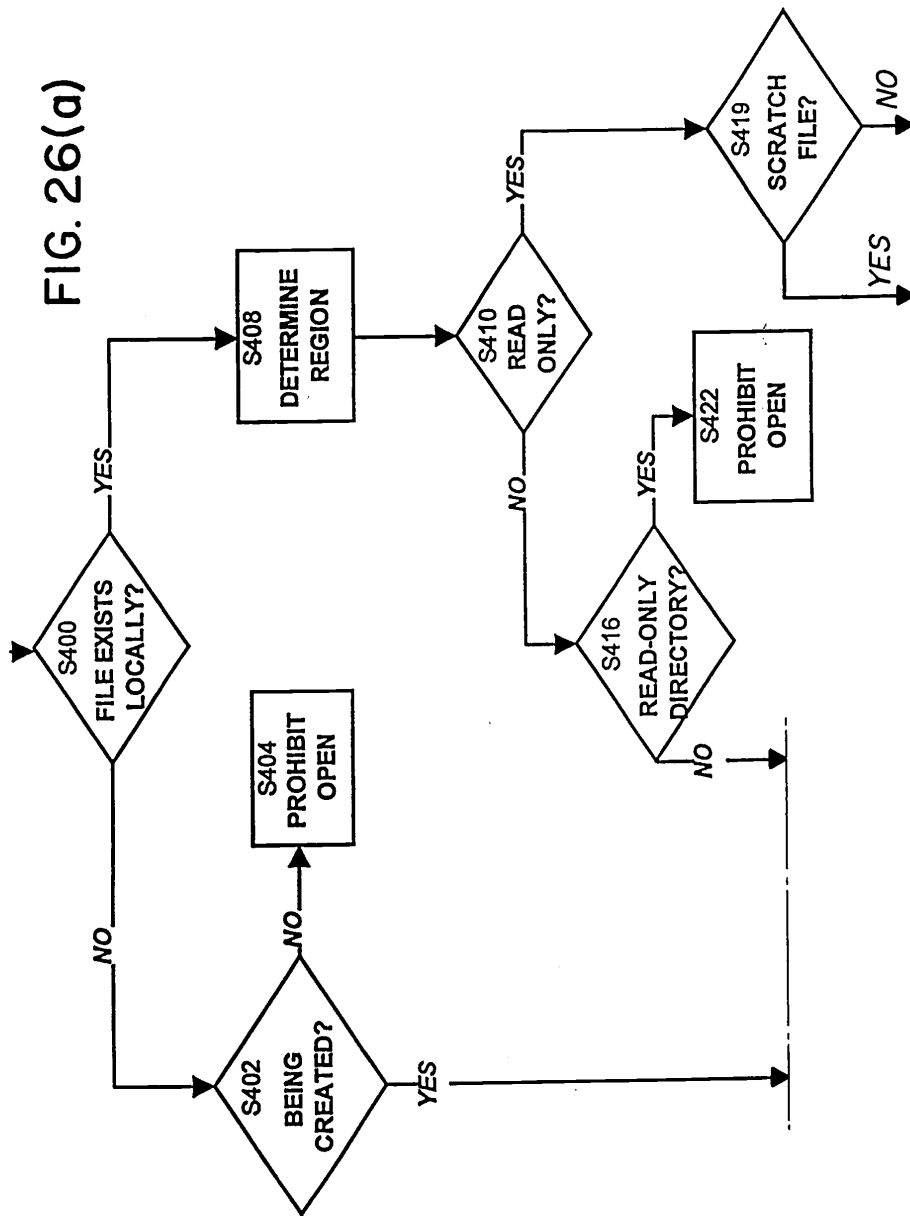 FIG. 26(a)
S400
FILE EXISTS
LOCALLY?
NO
YES
S402
BEING
CREATED?
NO
YES
S404
PROHIBIT
OPEN
S408
DETERMINE
REGION
S410
READ
ONLY?
NO
YES
S416
READ-ONLY
DIRECTORY?
NO
YES
S422
PROHIBIT
OPEN
S419
SCRATCH
FILE?
YES
NO